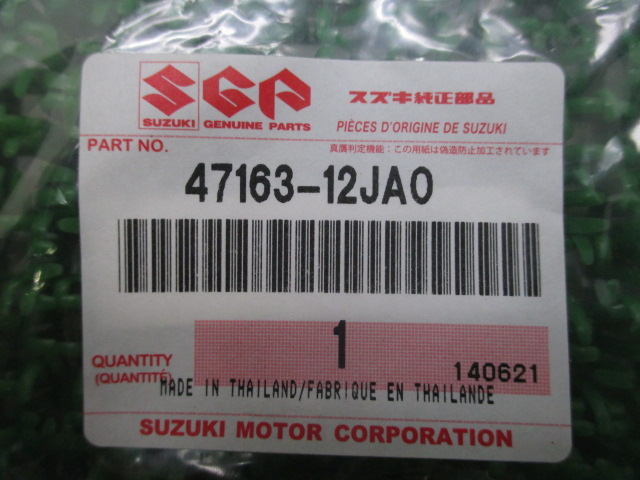 SGP スズキ純正部品
SUZUKI GENUINE PARTS PIÈCES D'ORIGINE DE SUZUKI
PART NO. 真贋判定機能：この用紙は偽造防止加工されています
47163-12JA0
1
QUANTITY
(QUANTITÉ) 140621
MADE IN THAILAND/FABRIQUE EN THAILANDE
SUZUKI MOTOR CORPORATION